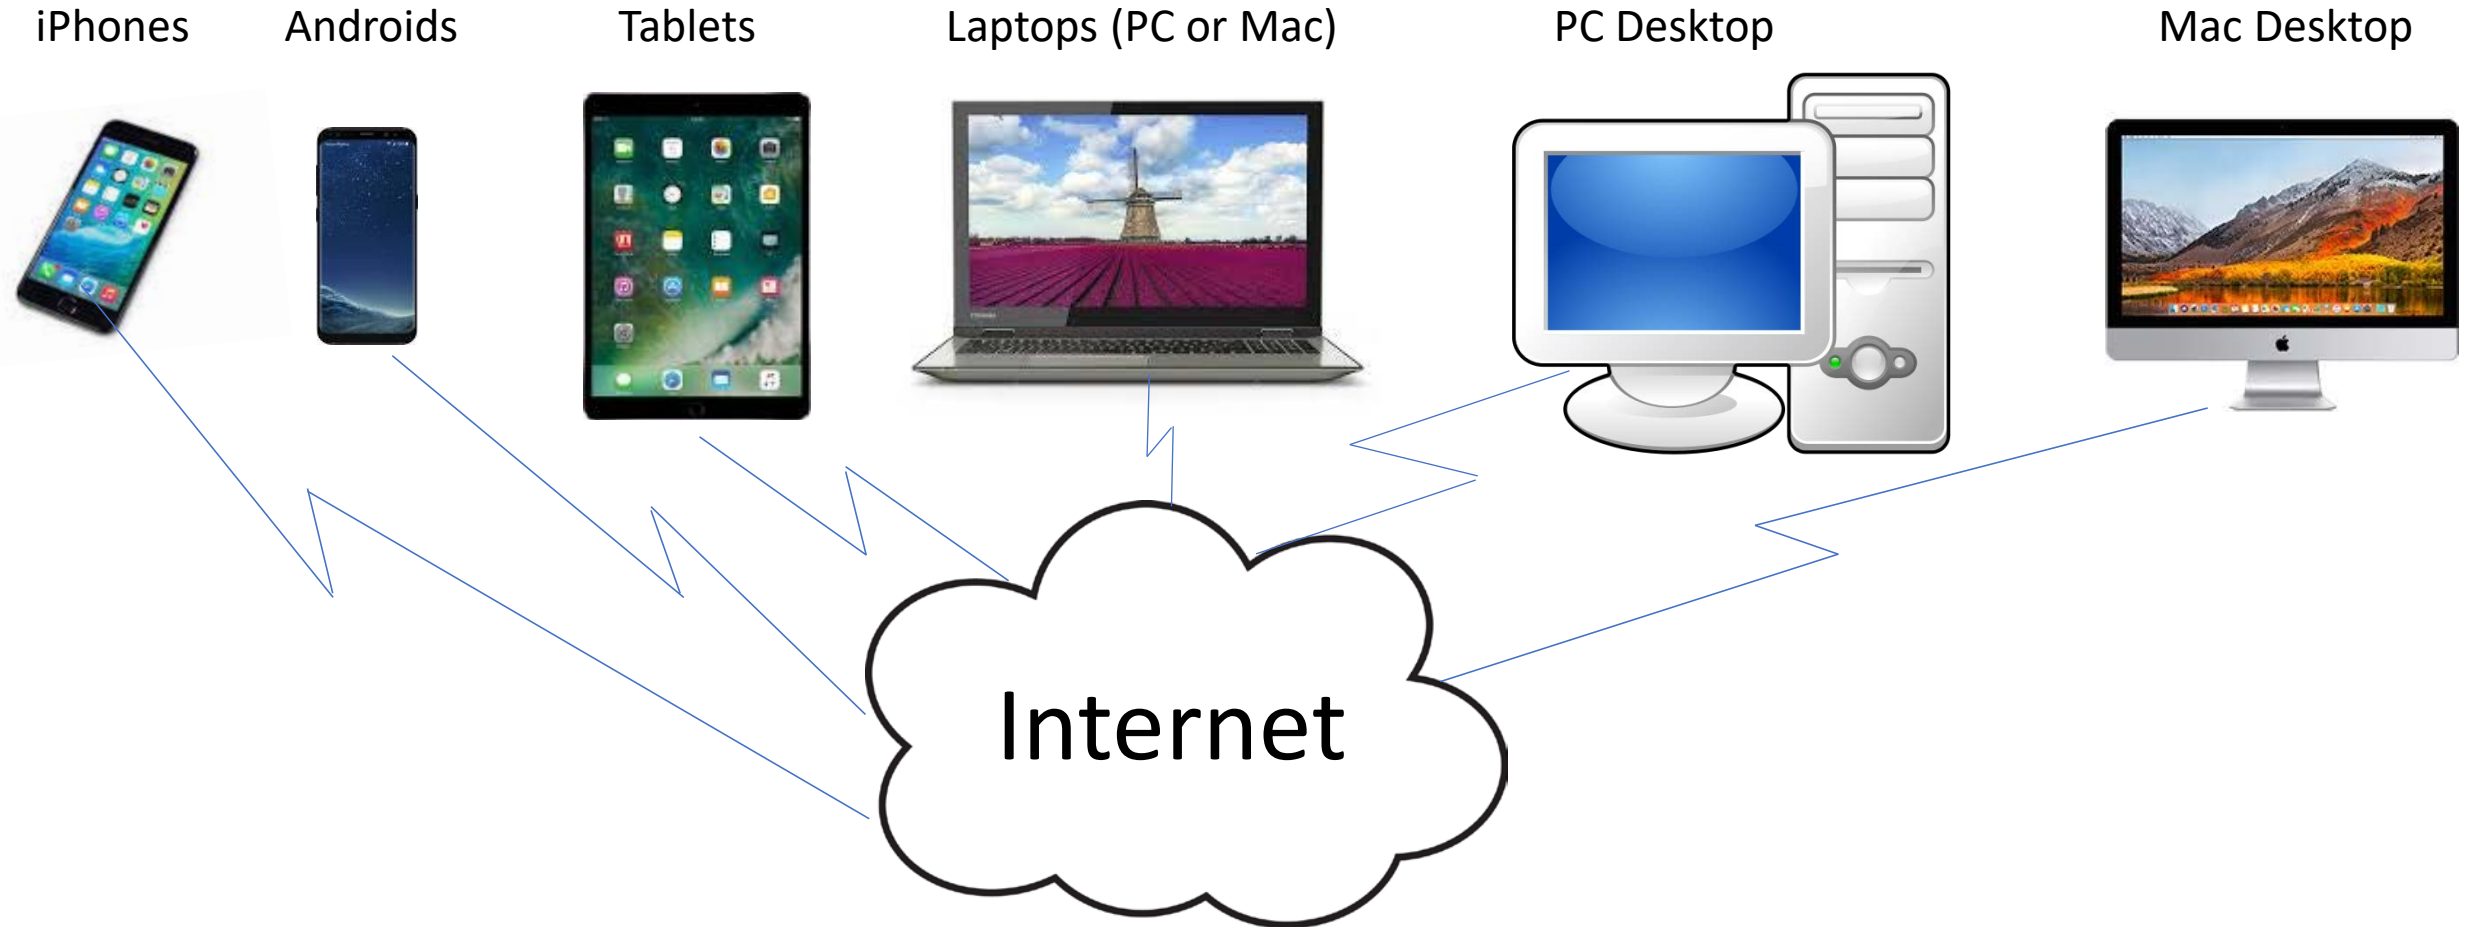 iPhones
Androids
Tablets
Laptops (PC or Mac)
PC Desktop
Mac Desktop
Internet